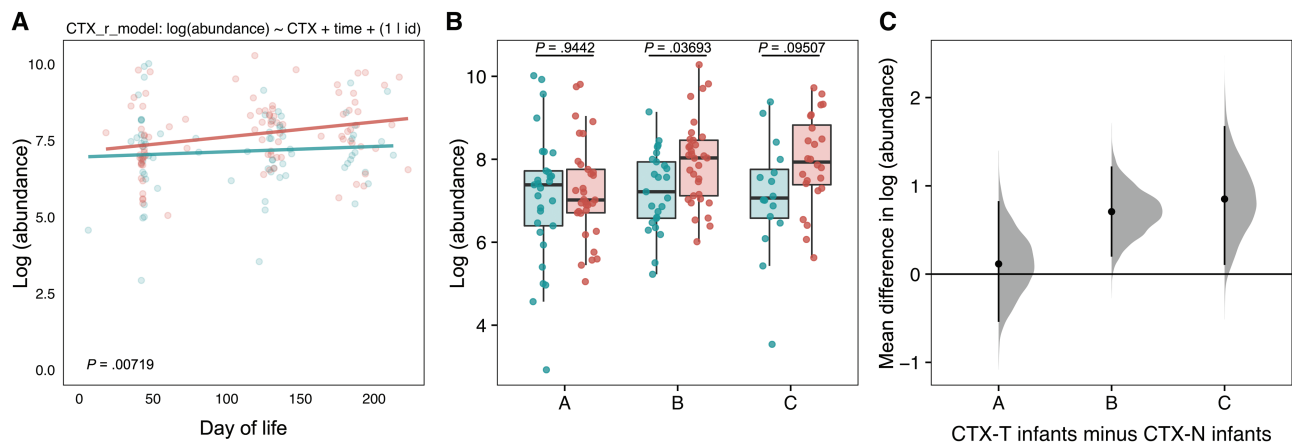 A
CTX_r_model: log(abundance) ~ CTX + time + (1 | id)
Log (abundance)
10.0
7.5
5.0
2.5
0.0
P = .00719
0 50 100 150 200
Day of life
B
Log (abundance)
10
8
6
4
P = .9442 P = .03693 P = .09507
A B C
C
Mean difference in log (abundance)
2
1
0
−1
A B C
CTX-T infants minus CTX-N infants